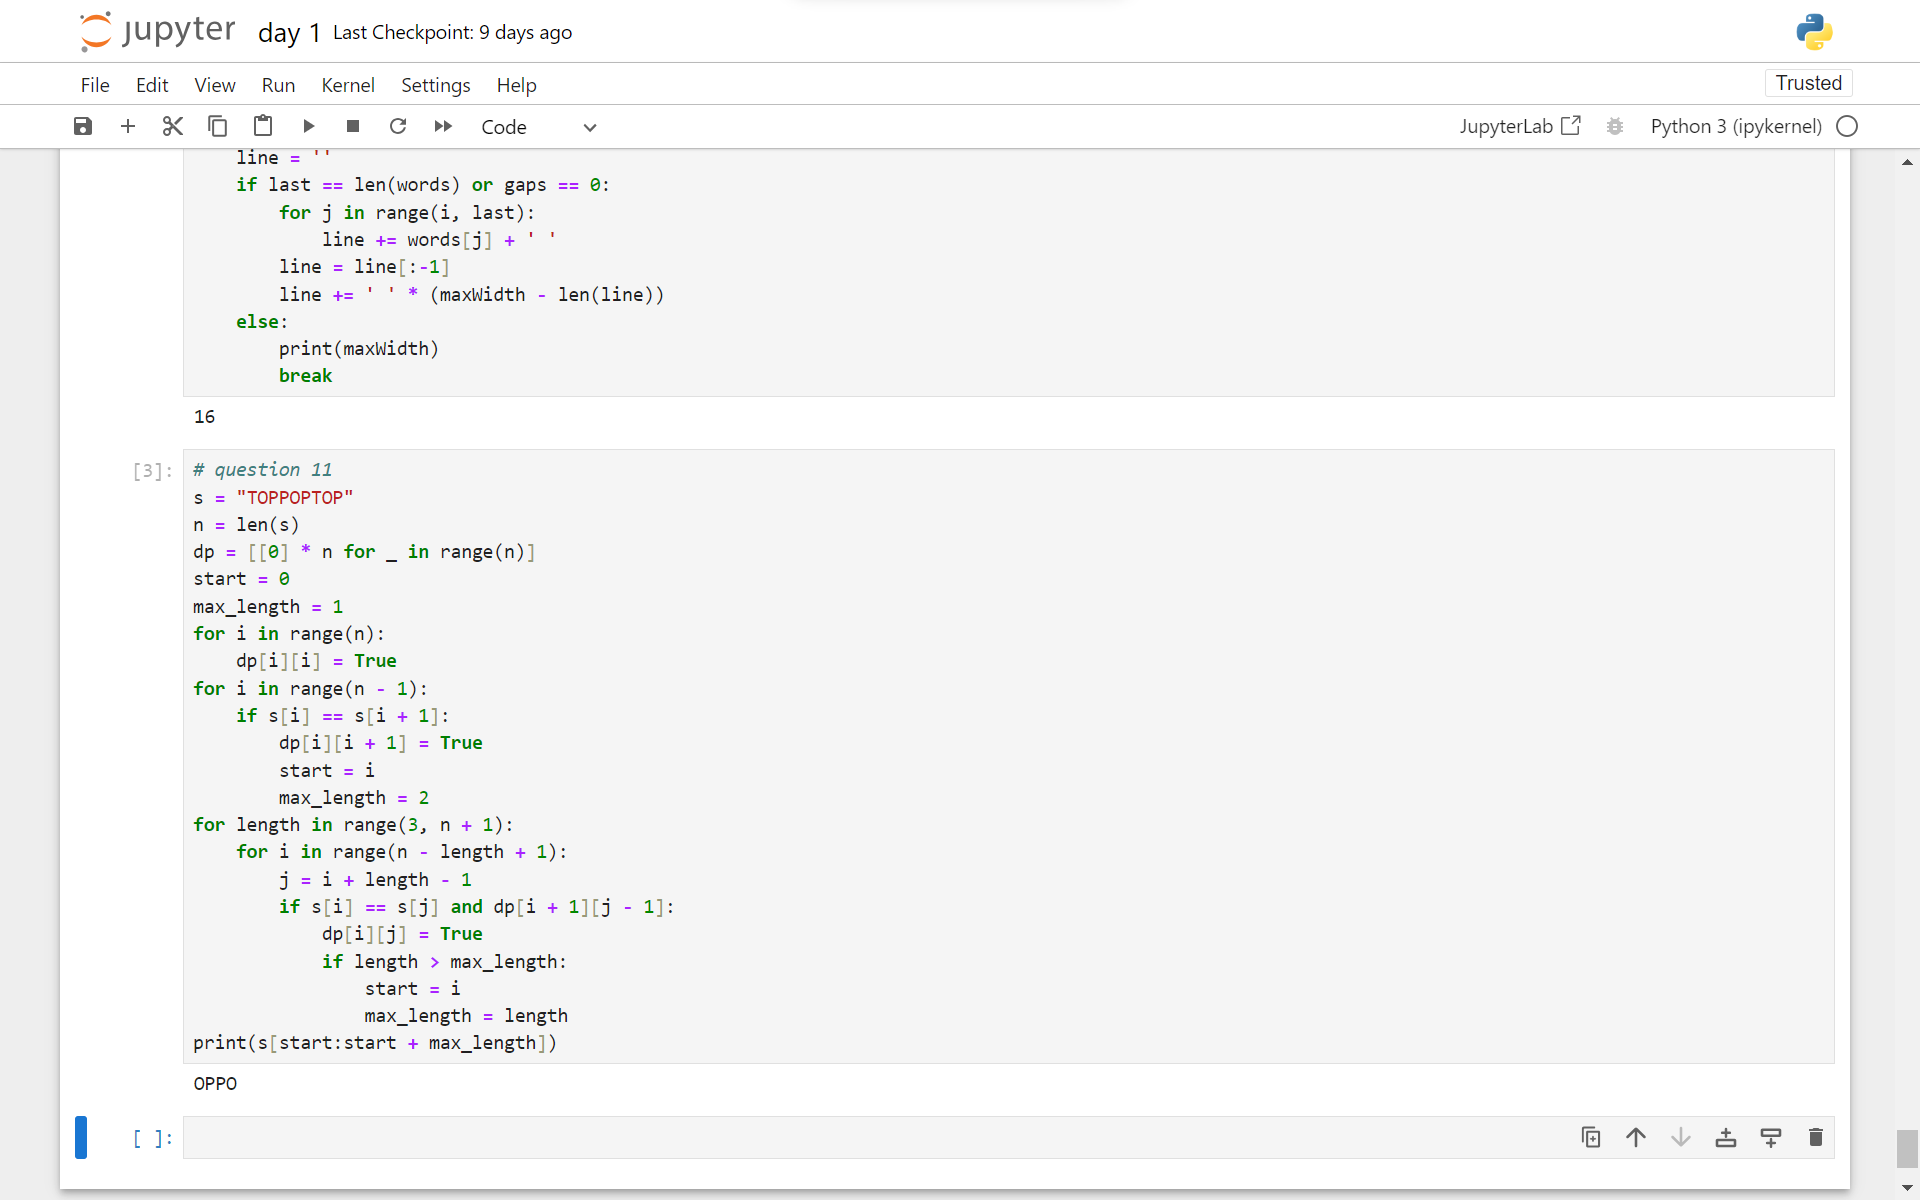 jupyter day 1 Last Checkpoint: 9 days ago
File Edit View Run Kernel Settings Help Trusted
Code JupyterLab Python 3 (ipykernel)
    line = ''
    if last == len(words) or gaps == 0:
        for j in range(i, last):
            line += words[j] + ' '
        line = line[:-1]
        line += ' ' * (maxWidth - len(line))
    else:
        print(maxWidth)
        break
16
[3]: # question 11
s = "TOPPOPTOP"
n = len(s)
dp = [[0] * n for _ in range(n)]
start = 0
max_length = 1
for i in range(n):
    dp[i][i] = True
for i in range(n - 1):
    if s[i] == s[i + 1]:
        dp[i][i + 1] = True
        start = i
        max_length = 2
for length in range(3, n + 1):
    for i in range(n - length + 1):
        j = i + length - 1
        if s[i] == s[j] and dp[i + 1][j - 1]:
            dp[i][j] = True
            if length > max_length:
                start = i
                max_length = length
print(s[start:start + max_length])
OPPO
[ ]: